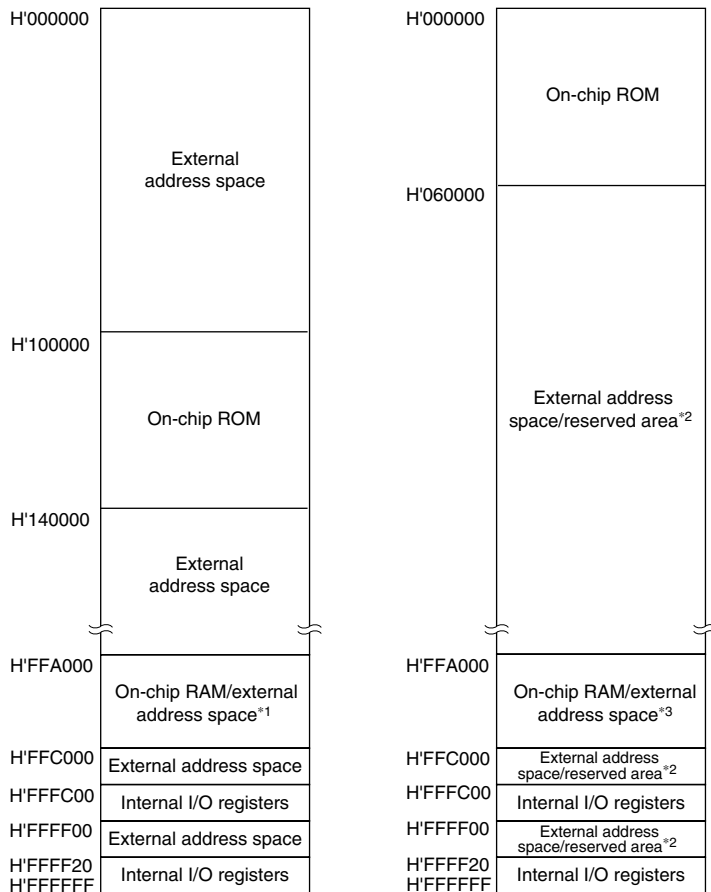 H'000000
External
address space
H'100000
On-chip ROM
H'140000
External
address space
H'FFA000
On-chip RAM/external
address space*1
H'FFC000
External address space
H'FFFC00
Internal I/O registers
H'FFFF00
External address space
H'FFFF20
Internal I/O registers
H'FFFFFF
H'000000
On-chip ROM
H'060000
External address
space/reserved area*2
H'FFA000
On-chip RAM/external
address space*3
H'FFC000
External address
space/reserved area*2
H'FFFC00
Internal I/O registers
H'FFFF00
External address
space/reserved area*2
H'FFFF20
Internal I/O registers
H'FFFFFF